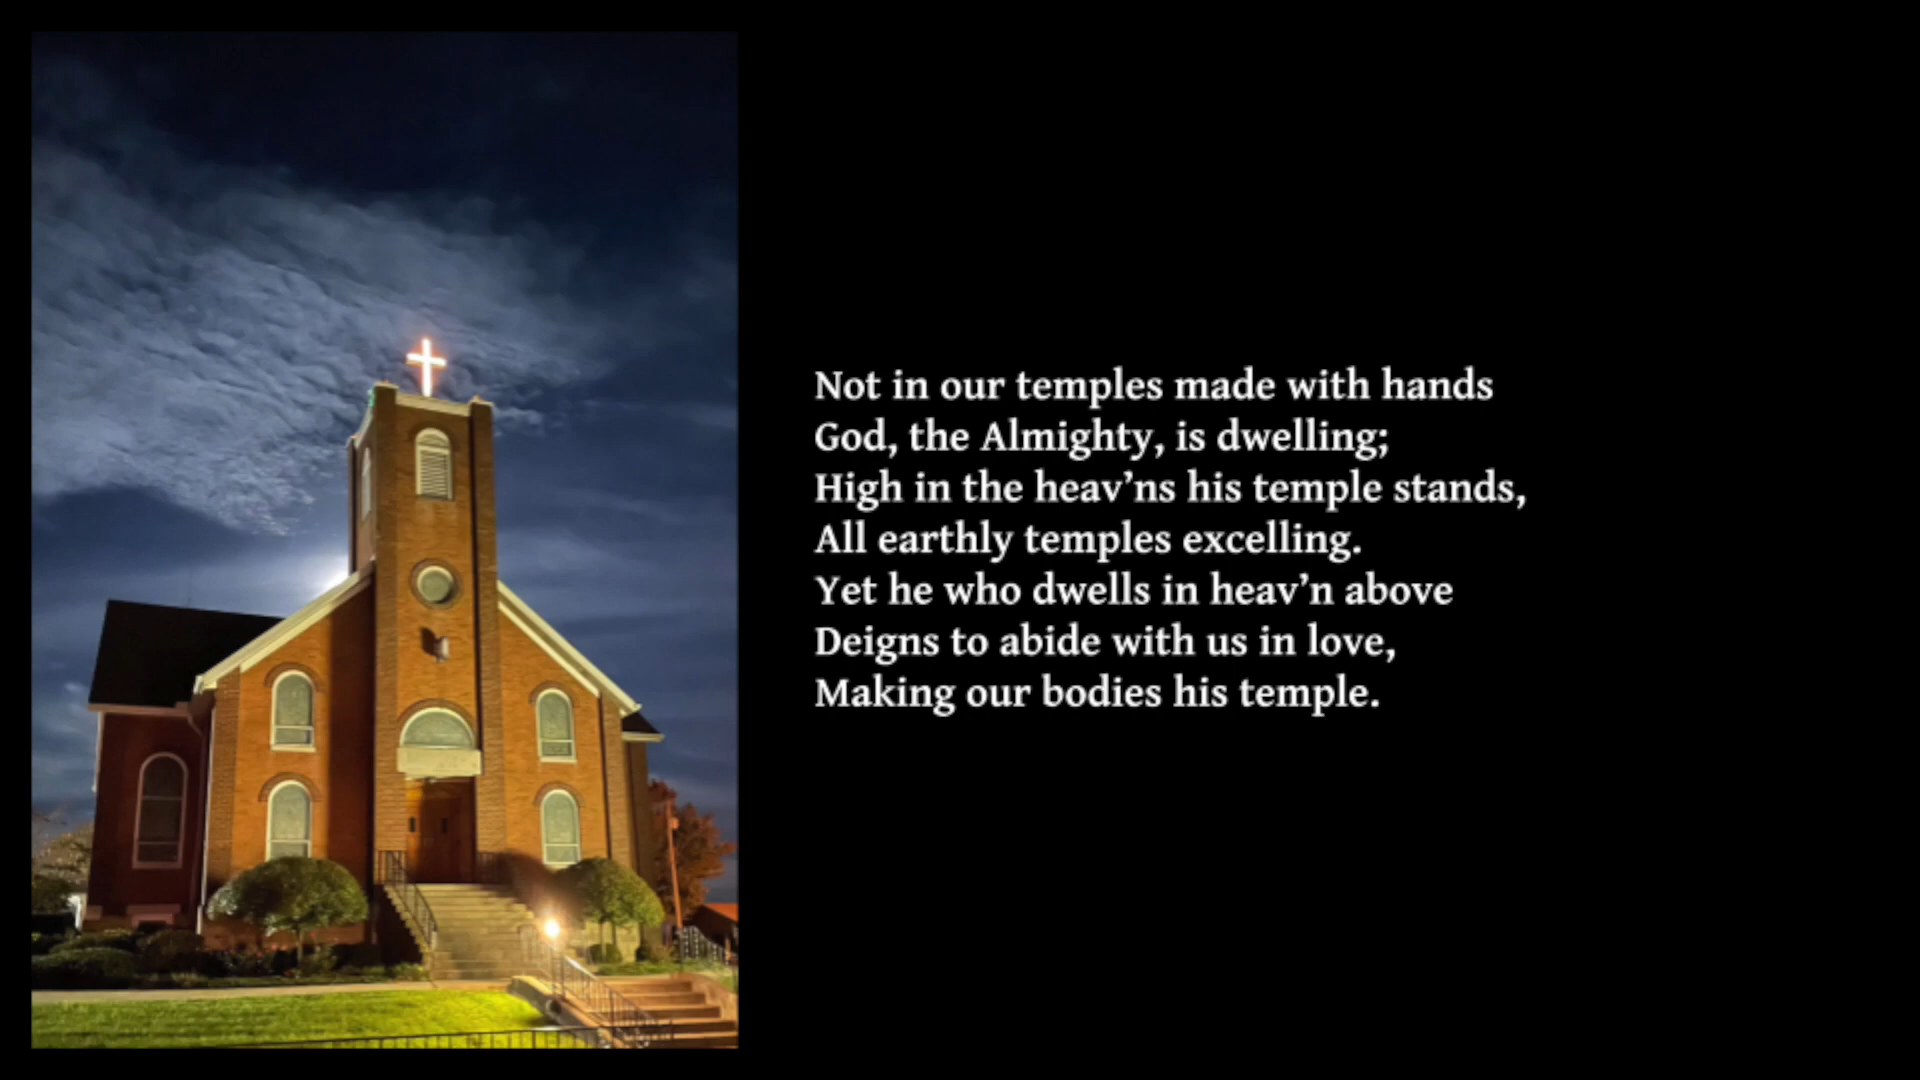 Not in our temples made with hands
God, the Almighty, is dwelling;
High in the heav’ns his temple stands,
All earthly temples excelling.
Yet he who dwells in heav’n above
Deigns to abide with us in love,
Making our bodies his temple.